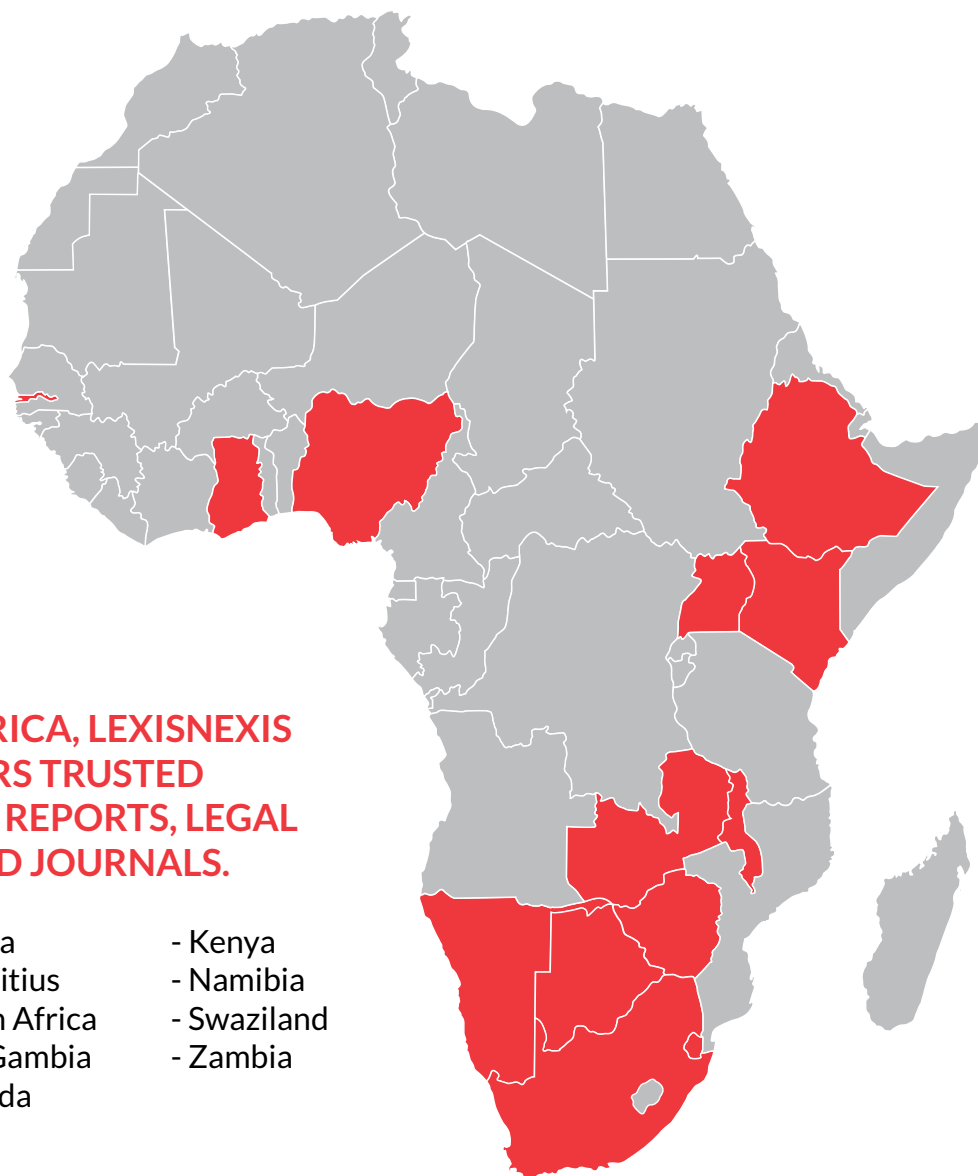 RICA, LEXISNEXIS
RS TRUSTED
REPORTS, LEGAL
D JOURNALS.
a - Kenya
itius - Namibia
n Africa - Swaziland
Gambia - Zambia
da